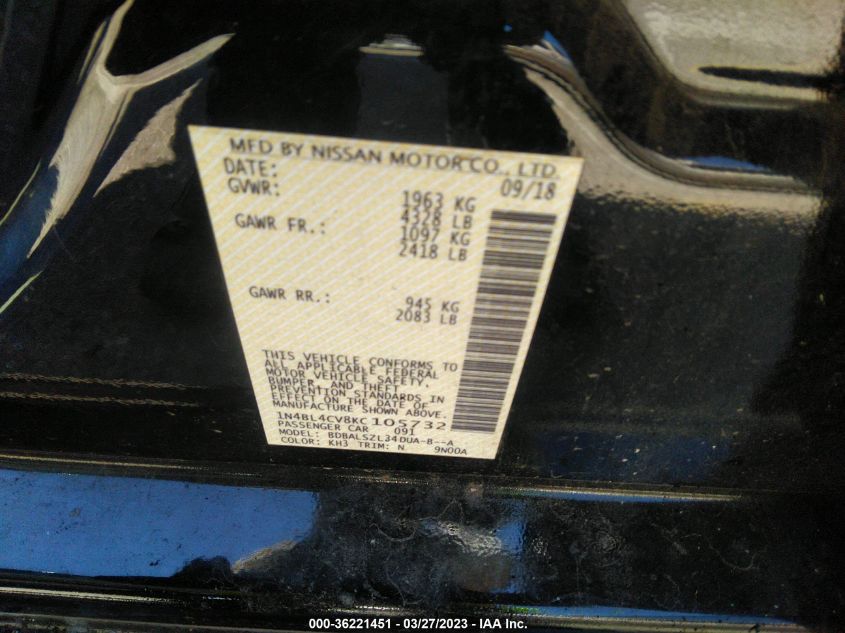 MFD BY NISSAN MOTOR CO., LTD.
DATE: 09/18
GVWR: 1963 KG
4328 LB
GAWR FR.: 1097 KG
2418 LB
GAWR RR.: 945 KG
2083 LB
THIS VEHICLE CONFORMS TO
ALL APPLICABLE FEDERAL
MOTOR VEHICLE SAFETY,
BUMPER, AND THEFT
PREVENTION STANDARDS IN
EFFECT ON THE DATE OF
MANUFACTURE SHOWN ABOVE.
1N4BL4CV8KC105732
PASSENGER CAR 091
MODEL: BDBALSZL34DUA-B--A
COLOR: KH3 TRIM: N 9N00A
000-36221451 - 03/27/2023 - IAA Inc.